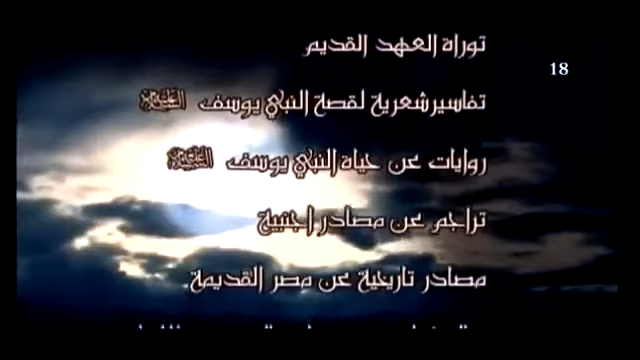 توراة العهد القديم
18
تفاسير شعرية لقصة النبي يوسف
روايات عن حياة النبي يوسف
تراجم عن مصادر اجنبية
مصادر تاريخية عن مصر القديمة.